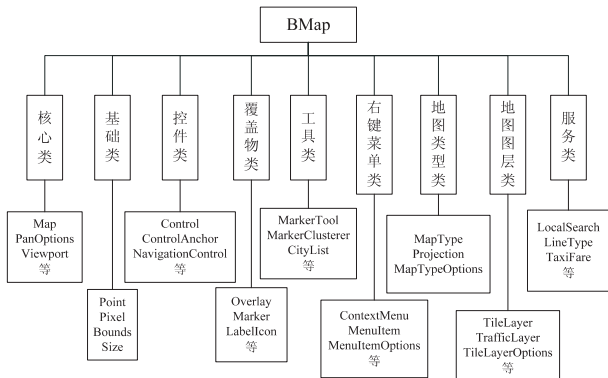 BMap
核心类
基础类
控件类
覆盖物类
工具类
右键菜单类
地图类型类
地图图层类
服务类
Map
PanOptions
Viewport
等
Point
Pixel
Bounds
Size
Control
ControlAnchor
NavigationControl
等
Overlay
Marker
LabelIcon
等
MarkerTool
MarkerClusterer
CityList
等
ContextMenu
MenuItem
MenuItemOptions
等
MapType
Projection
MapTypeOptions
TileLayer
TrafficLayer
TileLayerOptions
等
LocalSearch
LineType
TaxiFare
等